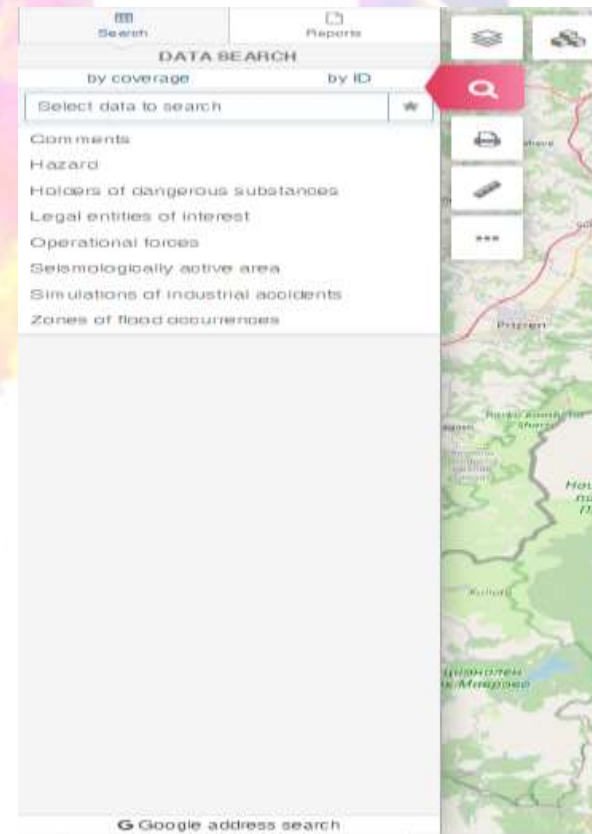 Search
Reports
DATA SEARCH
by coverage
by ID
Select data to search
Comments
Hazard
Holders of dangerous substances
Legal entities of interest
Operational forces
Seismologically active area
Simulations of industrial accidents
Zones of flood occurrences
Prizren
G Google address search